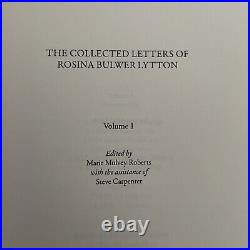 THE COLLECTED LETTERS OF
ROSINA BULWER LYTTON
Volume 1
Edited by
Marie Mulvey-Roberts
with the assistance of
Steve Carpenter